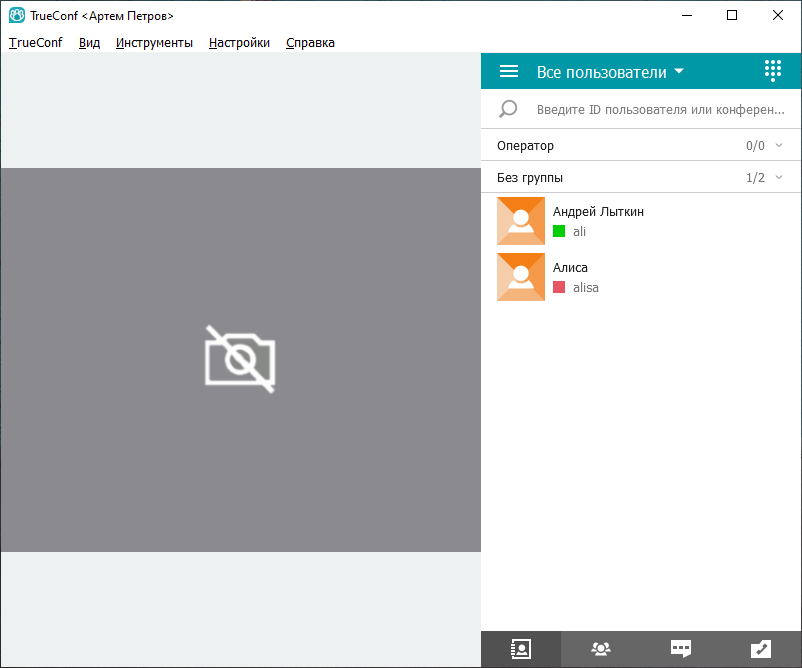 TrueConf <Артем Петров>
TrueConf Вид Инструменты Настройки Справка
Все пользователи
Введите ID пользователя или конферен...
Оператор 0/0
Без группы 1/2
Андрей Лыткин
ali
Алиса
alisa